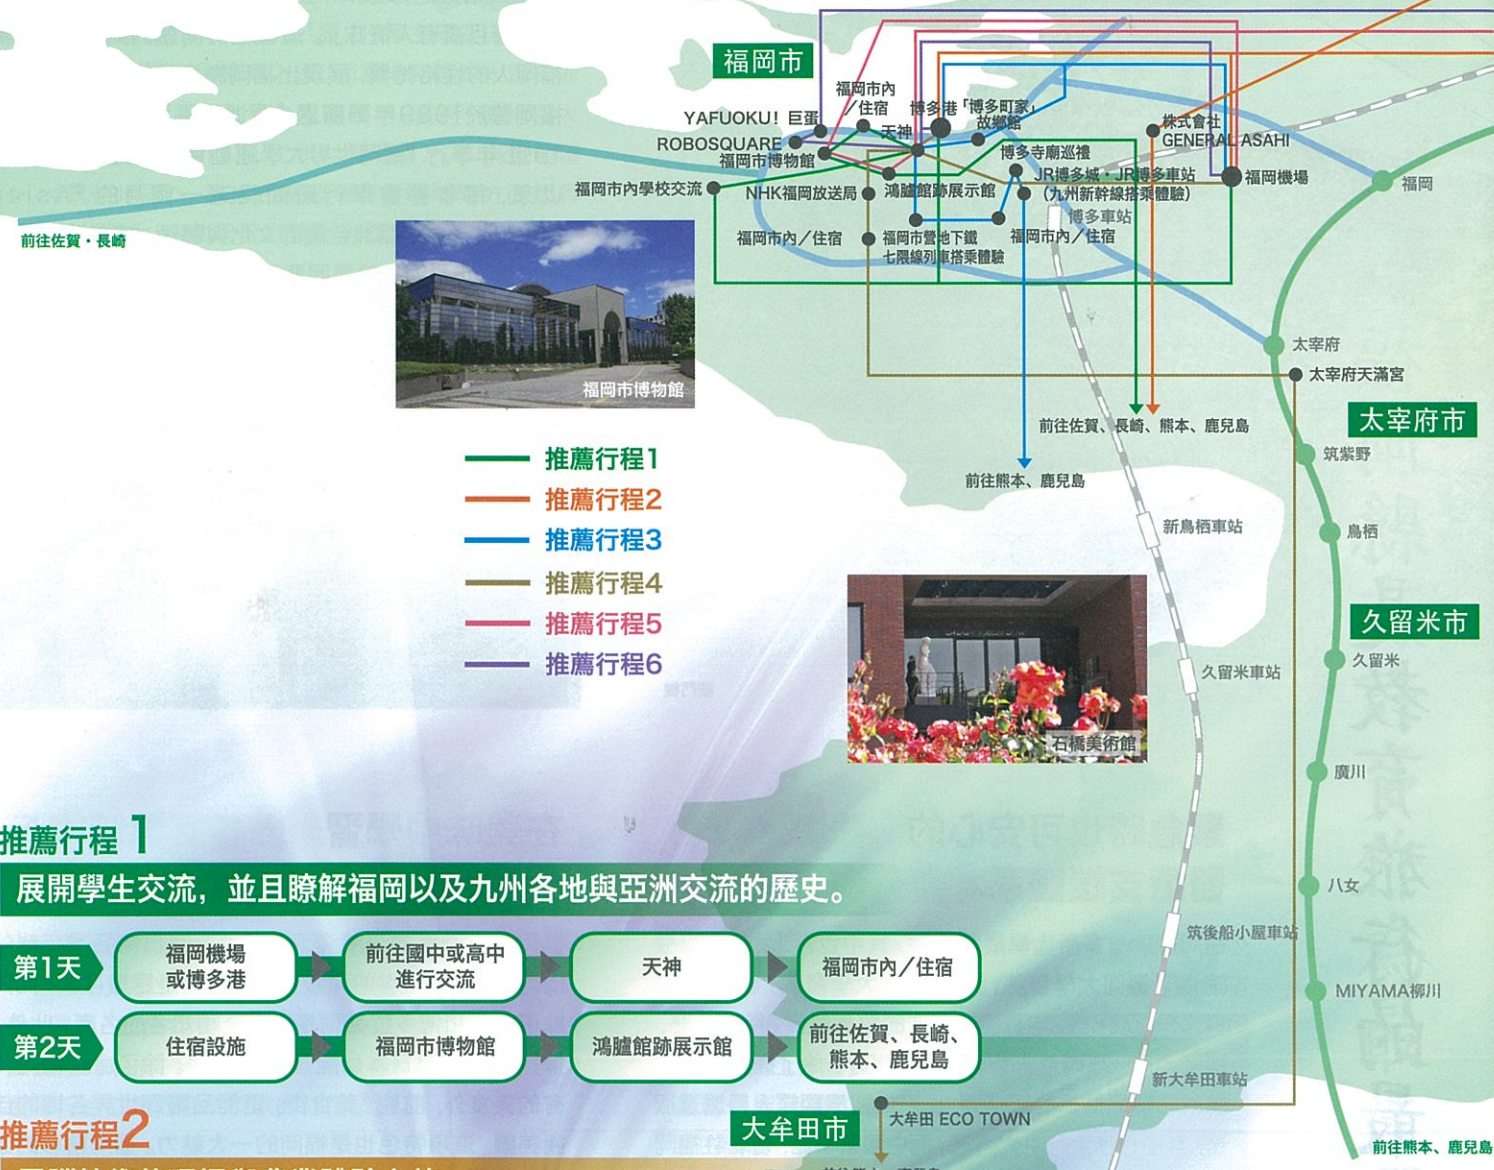 福岡市
福岡市內
／住宿
YAFUOKU！巨蛋
ROBOSQUARE
福岡市博物館
天神
博多港
「博多町家」
故鄉館
株式會社
GENERAL ASAHI
博多寺廟巡禮
福岡市內學校交流
NHK福岡放送局
鴻臚館跡展示館
JR博多城・JR博多車站
（九州新幹線搭乘體驗）
福岡機場
福岡
博多車站
福岡市內／住宿
福岡市營地下鐵
七隈線列車搭乘體驗
福岡市內／住宿
前往佐賀・長崎
福岡市博物館
太宰府
太宰府天滿宮
太宰府市
前往佐賀、長崎、熊本、鹿兒島
筑紫野
前往熊本、鹿兒島
推薦行程1
推薦行程2
推薦行程3
推薦行程4
推薦行程5
推薦行程6
新鳥栖車站
鳥栖
久留米市
久留米
久留米車站
石橋美術館
廣川
八女
筑後船小屋車站
MIYAMA柳川
新大牟田車站
推薦行程 1
展開學生交流，並且瞭解福岡以及九州各地與亞洲交流的歷史。
第1天
福岡機場
或博多港
前往國中或高中
進行交流
天神
福岡市內／住宿
第2天
住宿設施
福岡市博物館
鴻臚館跡展示館
前往佐賀、長崎、
熊本、鹿兒島
大牟田市
大牟田 ECO TOWN
前往熊本、鹿兒島
推薦行程2